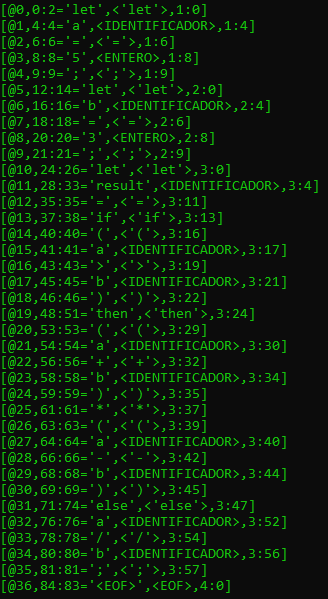 [@0,0:2='let',<'let'>,1:0]
[@1,4:4='a',<IDENTIFICADOR>,1:4]
[@2,6:6='=',<'='>,1:6]
[@3,8:8='5',<ENTERO>,1:8]
[@4,9:9=';',<';'>,1:9]
[@5,12:14='let',<'let'>,2:0]
[@6,16:16='b',<IDENTIFICADOR>,2:4]
[@7,18:18='=',<'='>,2:6]
[@8,20:20='3',<ENTERO>,2:8]
[@9,21:21=';',<';'>,2:9]
[@10,24:26='let',<'let'>,3:0]
[@11,28:33='result',<IDENTIFICADOR>,3:4]
[@12,35:35='=',<'='>,3:11]
[@13,37:38='if',<'if'>,3:13]
[@14,40:40='(',<'('>,3:16]
[@15,41:41='a',<IDENTIFICADOR>,3:17]
[@16,43:43='>',<'>'>,3:19]
[@17,45:45='b',<IDENTIFICADOR>,3:21]
[@18,46:46=')',<')'>,3:22]
[@19,48:51='then',<'then'>,3:24]
[@20,53:53='(',<'('>,3:29]
[@21,54:54='a',<IDENTIFICADOR>,3:30]
[@22,56:56='+',<'+'>,3:32]
[@23,58:58='b',<IDENTIFICADOR>,3:34]
[@24,59:59=')',<')'>,3:35]
[@25,61:61='*',<'*'>,3:37]
[@26,63:63='(',<'('>,3:39]
[@27,64:64='a',<IDENTIFICADOR>,3:40]
[@28,66:66='-',<'-'>,3:42]
[@29,68:68='b',<IDENTIFICADOR>,3:44]
[@30,69:69=')',<')'>,3:45]
[@31,71:74='else',<'else'>,3:47]
[@32,76:76='a',<IDENTIFICADOR>,3:52]
[@33,78:78='/',<'/'>,3:54]
[@34,80:80='b',<IDENTIFICADOR>,3:56]
[@35,81:81=';',<';'>,3:57]
[@36,84:83='<EOF>',<EOF>,4:0]